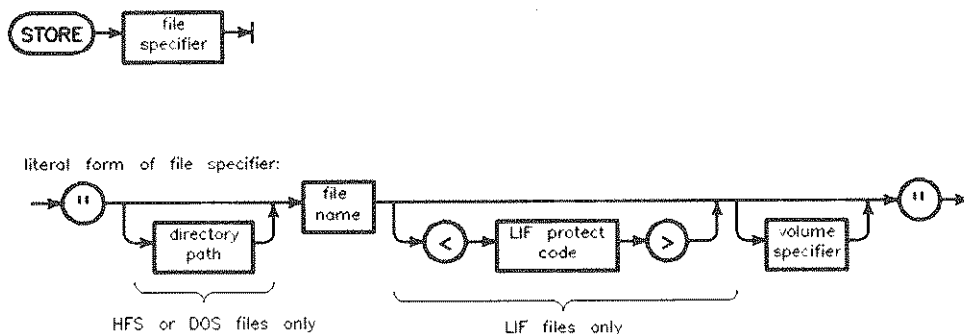 STORE
file
specifier
literal form of file specifier:
"
directory
path
file
name
<
LIF protect
code
>
volume
specifier
"
HFS or DOS files only
LIF files only